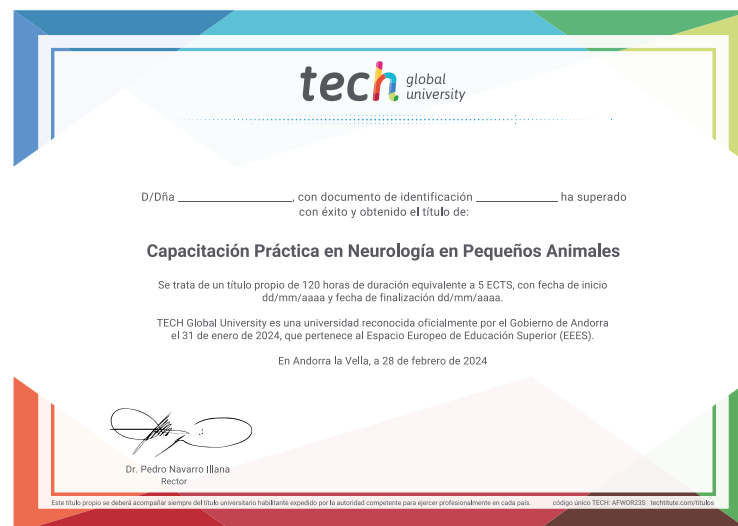 tech global university
D/Dña ____________________, con documento de identificación ______________ ha superado
con éxito y obtenido el título de:
Capacitación Práctica en Neurología en Pequeños Animales
Se trata de un título propio de 120 horas de duración equivalente a 5 ECTS, con fecha de inicio
dd/mm/aaaa y fecha de finalización dd/mm/aaaa.
TECH Global University es una universidad reconocida oficialmente por el Gobierno de Andorra
el 31 de enero de 2024, que pertenece al Espacio Europeo de Educación Superior (EEES).
En Andorra la Vella, a 28 de febrero de 2024
Dr. Pedro Navarro Illana
Rector
Este título propio se deberá acompañar siempre del título universitario habilitante expedido por la autoridad competente para ejercer profesionalmente en cada país. código único TECH: AFWOR23S techtitute.com/titulos